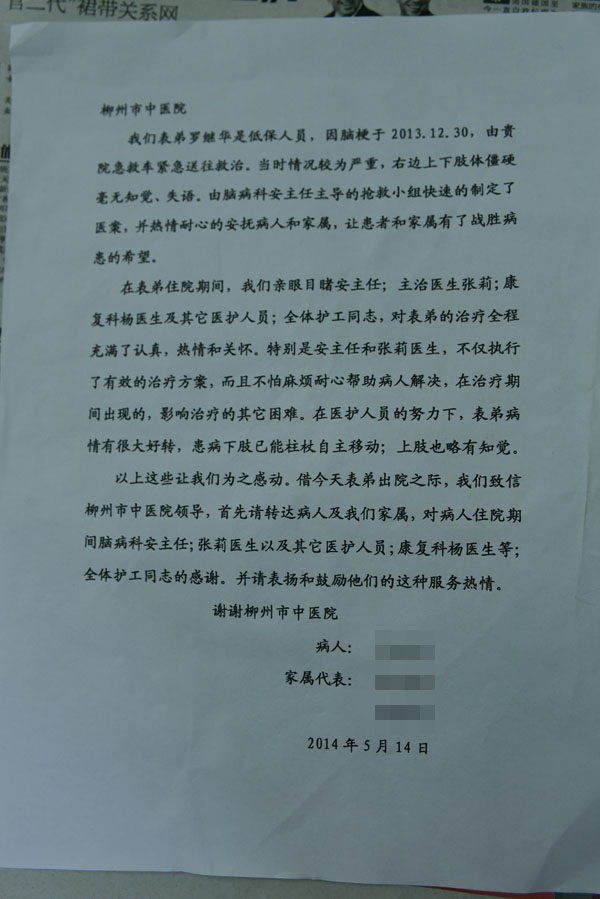 官二代"裙带关系网
柳州市中医院
我们表弟罗继华是低保人员，因脑梗于 2013.12.30，由贵
院急救车紧急送往救治。当时情况较为严重，右边上下肢体僵硬
毫无知觉、失语。由脑病科安主任主导的抢救小组快速的制定了
医案，并热情耐心的安抚病人和家属，让患者和家属有了战胜病
患的希望。
在表弟住院期间，我们亲眼目睹安主任；主治医生张莉；康
复科杨医生及其它医护人员；全体护工同志，对表弟的治疗全程
充满了认真，热情和关怀。特别是安主任和张莉医生，不仅执行
了有效的治疗方案，而且不怕麻烦耐心帮助病人解决，在治疗期
间出现的，影响治疗的其它困难。在医护人员的努力下，表弟病
情有很大好转，患病下肢已能柱杖自主移动；上肢也略有知觉。
以上这些让我们为之感动。借今天表弟出院之际，我们致信
柳州市中医院领导，首先请转达病人及我们家属，对病人住院期
间脑病科安主任；张莉医生以及其它医护人员；康复科杨医生等；
全体护工同志的感谢。并请表扬和鼓励他们的这种服务热情。
谢谢柳州市中医院
病人：
家属代表：
2014 年 5 月 14 日